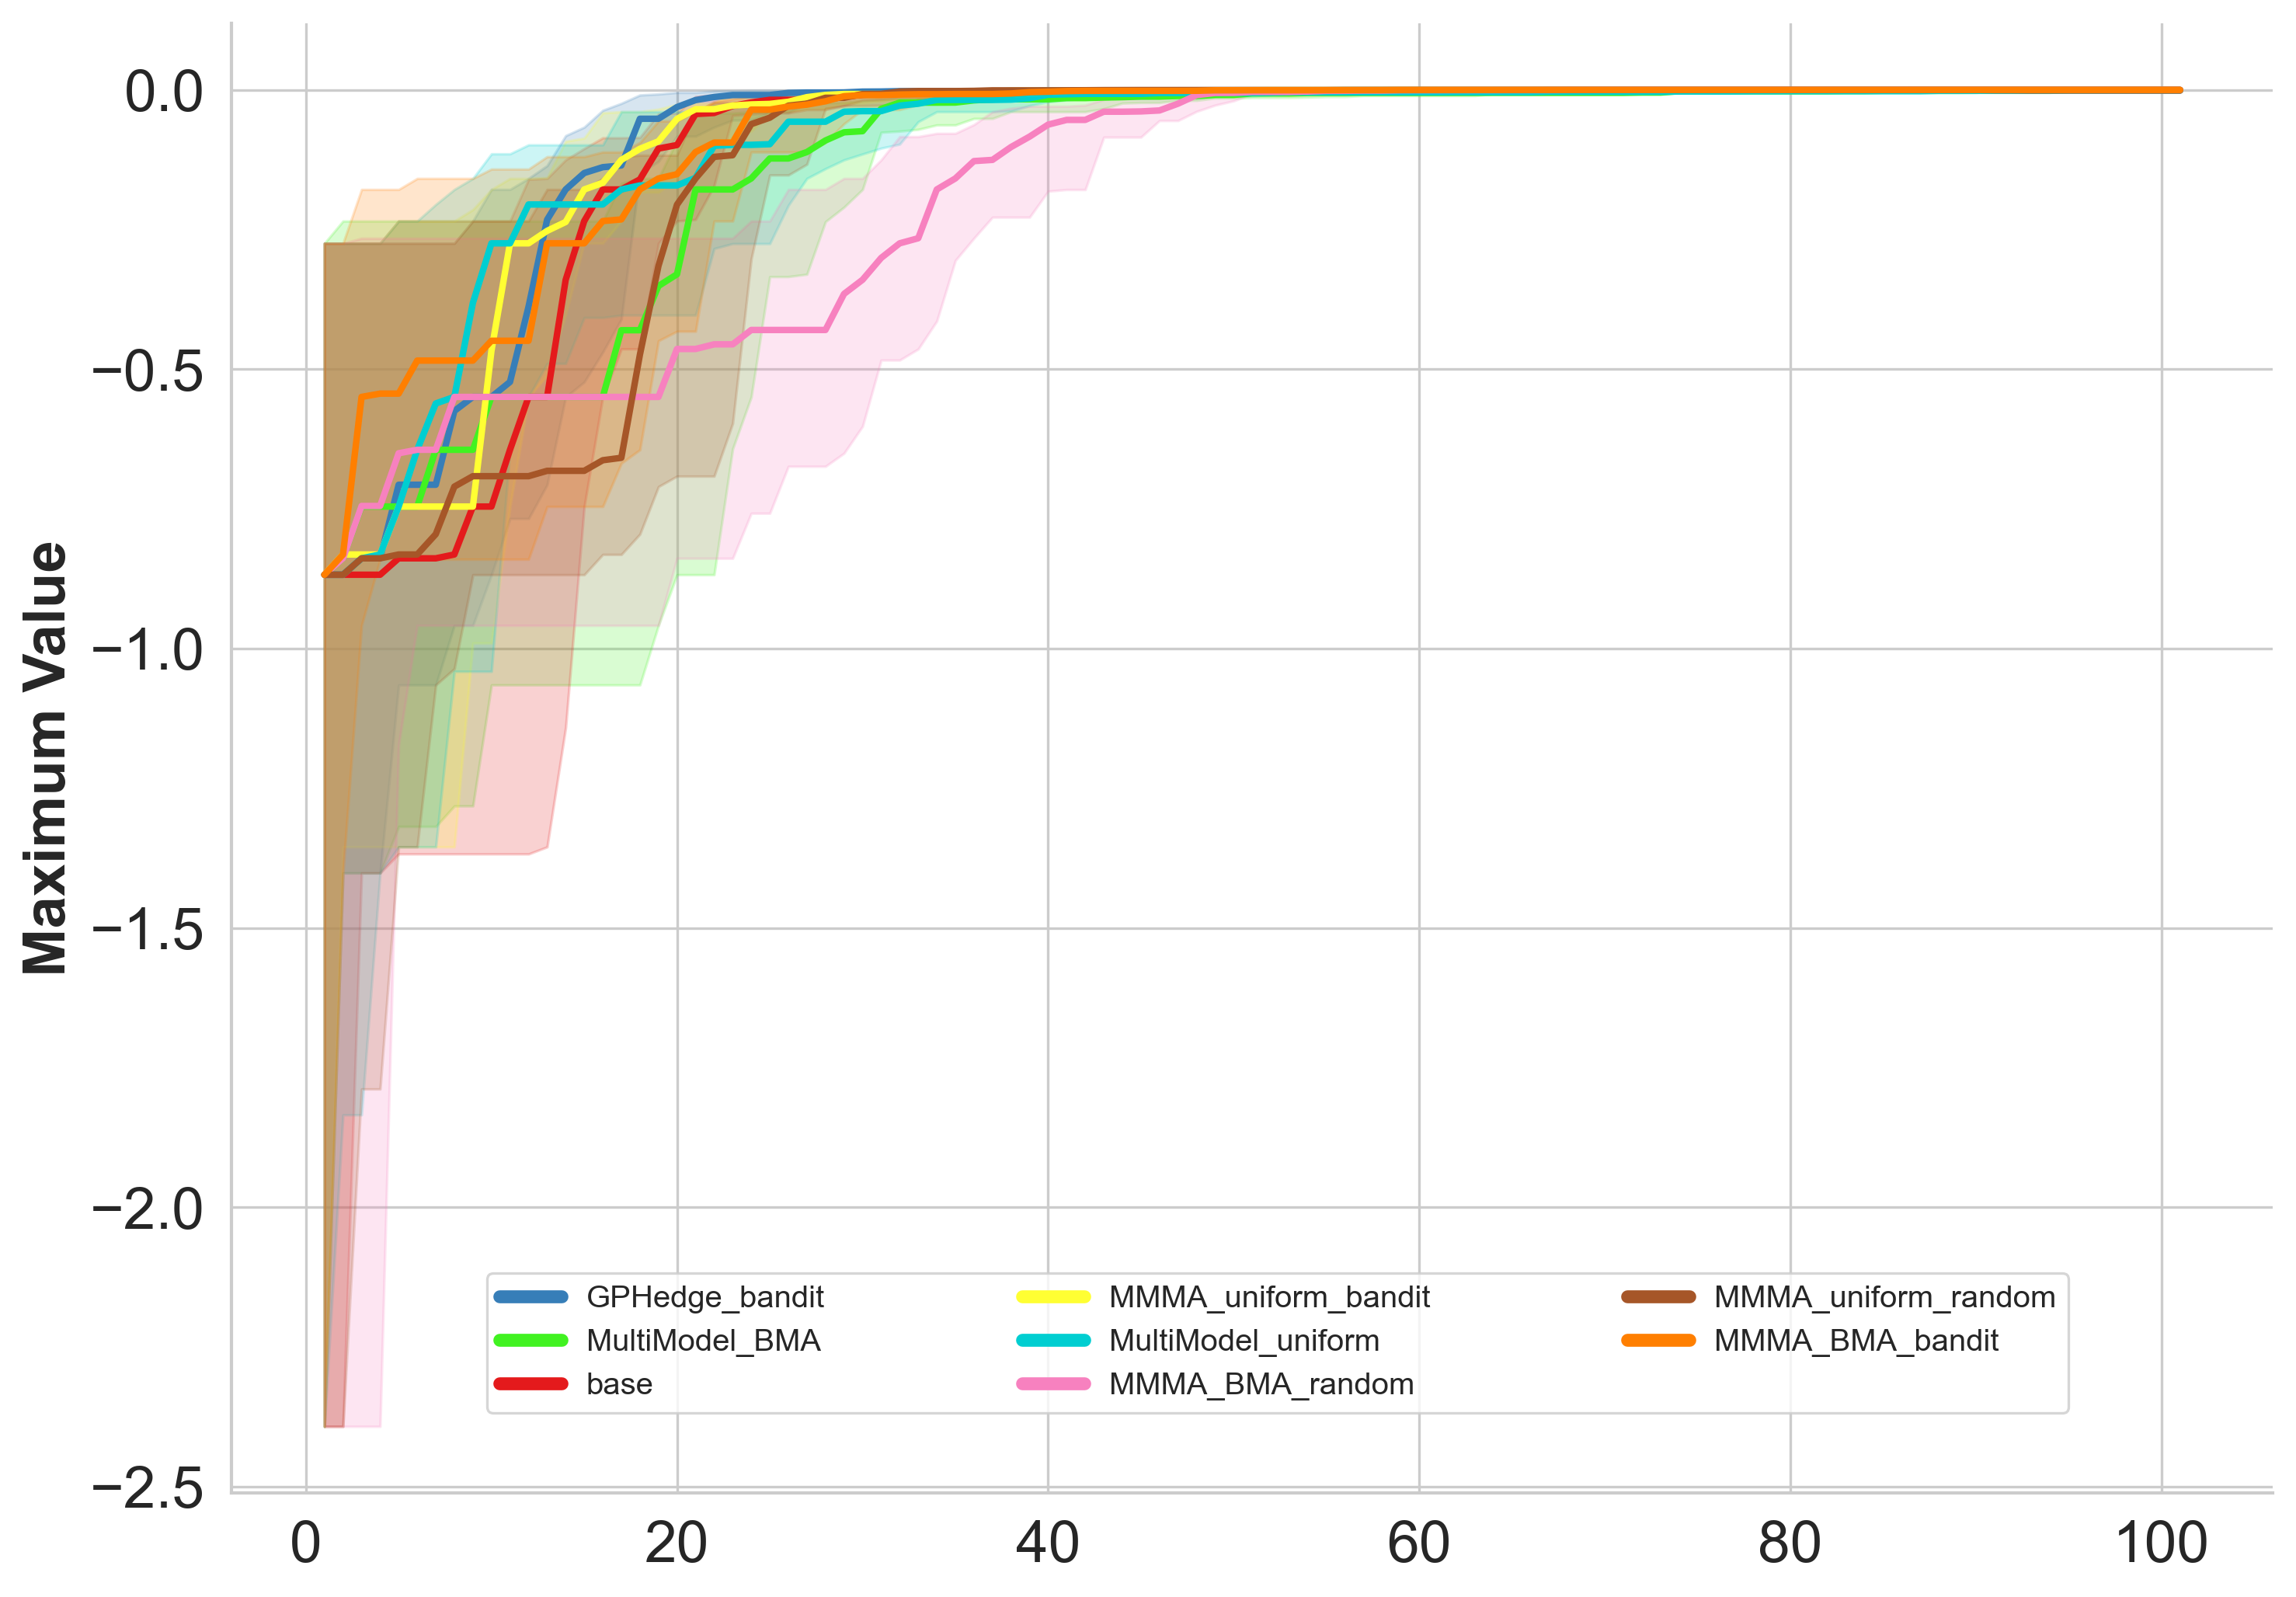 0.0
−0.5
−1.0
−1.5
−2.0
−2.5
Maximum Value
0 20 40 60 80 100
GPHedge_bandit MMMA_uniform_bandit MMMA_uniform_random
MultiModel_BMA MultiModel_uniform MMMA_BMA_bandit
base MMMA_BMA_random